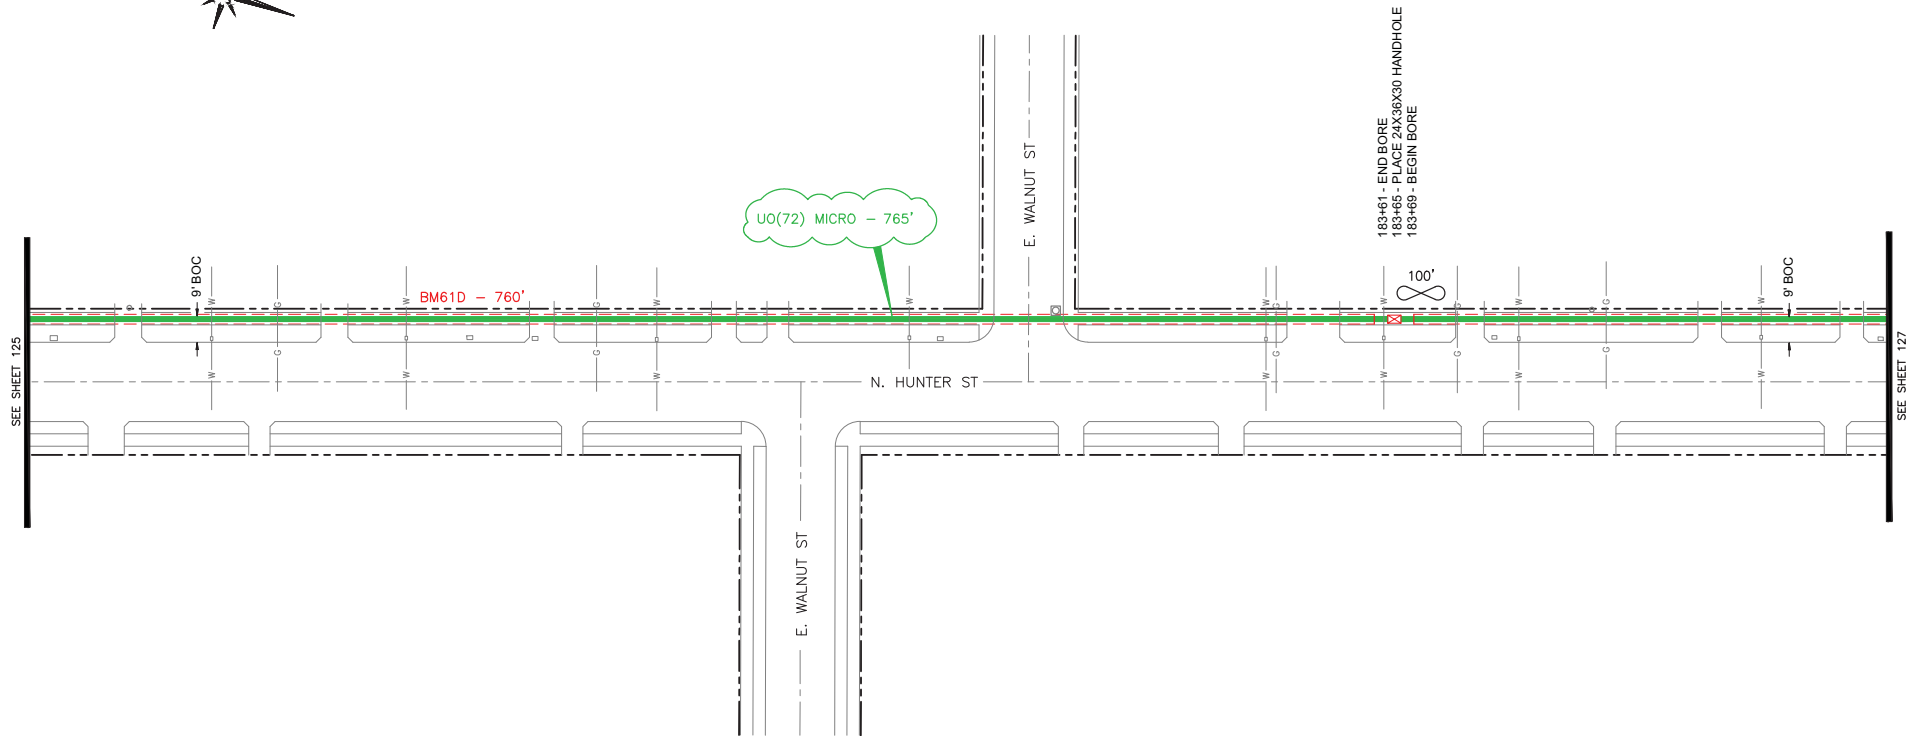 183+61 - END BORE
183+65 - PLACE 24X36X30 HANDHOLE
183+69 - BEGIN BORE
E. WALNUT ST
UO(72) MICRO - 765'
9' BOC
BM61D - 760'
100'
9' BOC
W
G
W
G
W
W
W
G
W
G
W
G
W
SEE SHEET 125
SEE SHEET 127
W
G
W
G
W
W
G
W
G
W
G
W
N. HUNTER ST
E. WALNUT ST